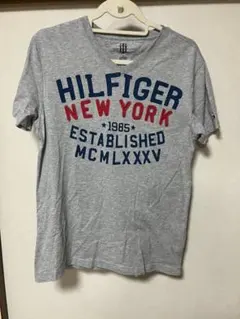 HILFIGER
NEW YORK
★1985★
ESTABLISHED
MCMLXXXV